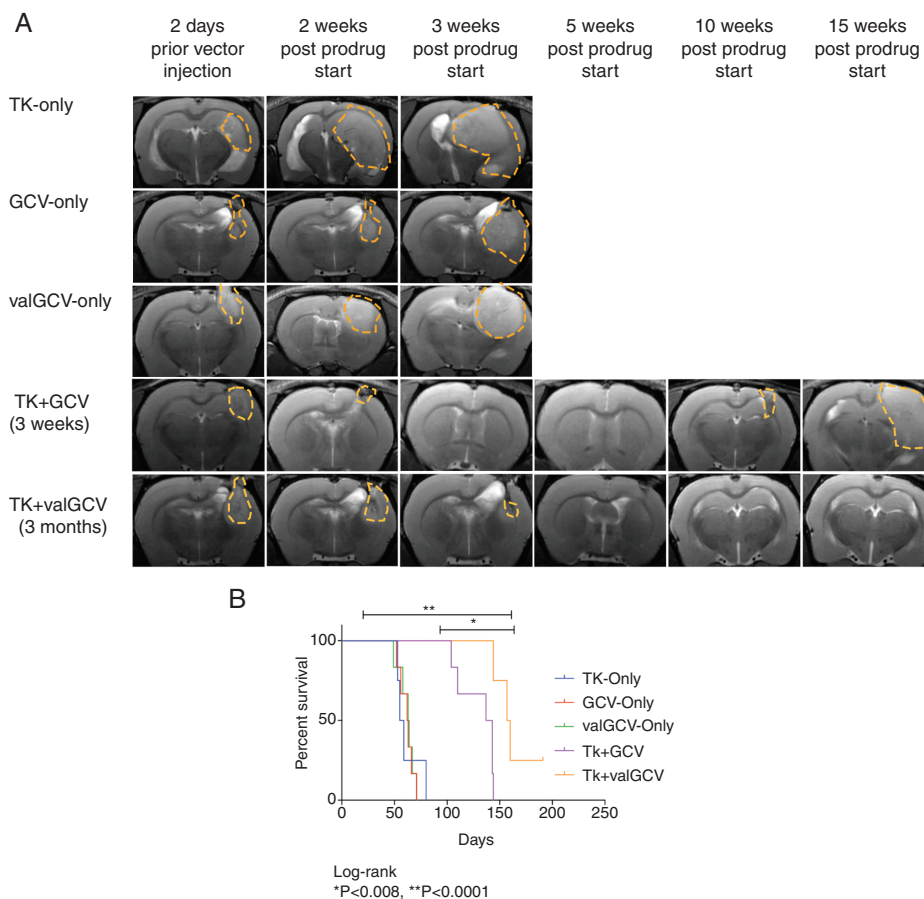 A
2 days
prior vector
injection
2 weeks
post prodrug
start
3 weeks
post prodrug
start
5 weeks
post prodrug
start
10 weeks
post prodrug
start
15 weeks
post prodrug
start
TK-only
GCV-only
valGCV-only
TK+GCV
(3 weeks)
TK+valGCV
(3 months)
B
**
*
100
50
0
Percent survival
0 50 100 150 200 250
Days
TK-Only
GCV-Only
valGCV-Only
Tk+GCV
Tk+valGCV
Log-rank
*P<0.008, **P<0.0001